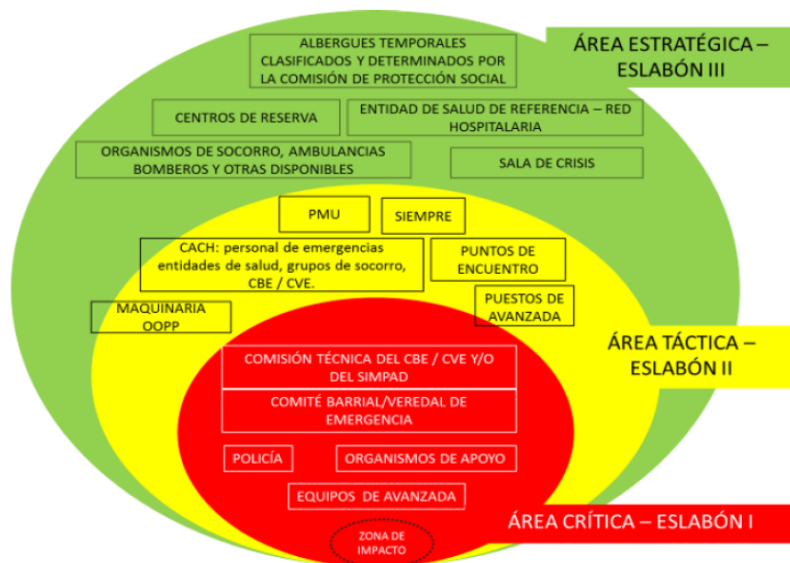 ALBERGUES TEMPORALES
CLASIFICADOS Y DETERMINADOS POR
LA COMISIÓN DE PROTECCIÓN SOCIAL
ÁREA ESTRATÉGICA –
ESLABÓN III
CENTROS DE RESERVA
ENTIDAD DE SALUD DE REFERENCIA – RED
HOSPITALARIA
ORGANISMOS DE SOCORRO, AMBULANCIAS
BOMBEROS Y OTRAS DISPONIBLES
SALA DE CRISIS
PMU
SIEMPRE
CACH: personal de emergencias
entidades de salud, grupos de socorro,
CBE / CVE.
PUNTOS DE
ENCUENTRO
MAQUINARIA
OOPP
PUESTOS DE
AVANZADA
ÁREA TÁCTICA –
ESLABÓN II
COMISIÓN TÉCNICA DEL CBE / CVE Y/O
DEL SIMPAD
COMITÉ BARRIAL/VEREDAL DE
EMERGENCIA
POLICÍA
ORGANISMOS DE APOYO
EQUIPOS DE AVANZADA
ÁREA CRÍTICA – ESLABÓN I
ZONA DE
IMPACTO